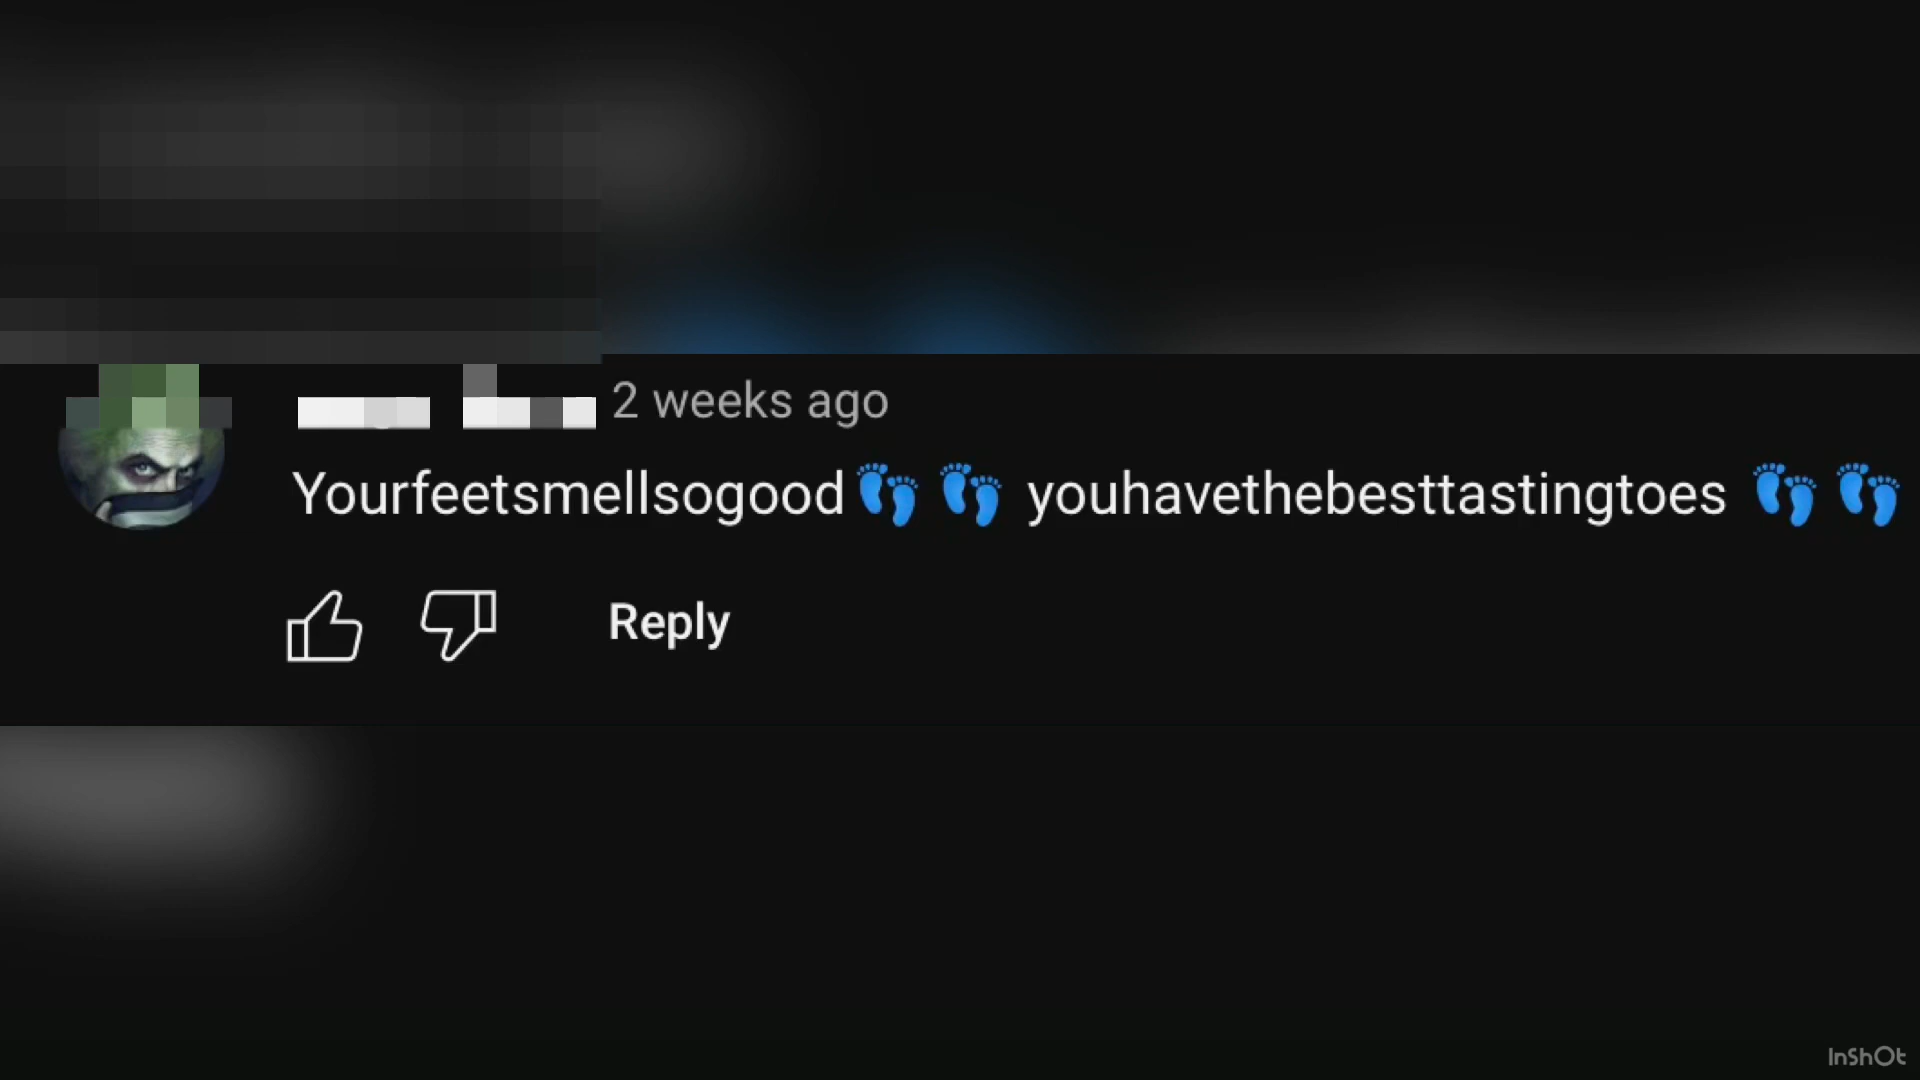 2 weeks ago
Yourfeetsmellsogood👣👣 youhavethebesttastingtoes 👣👣
Reply
InShOt